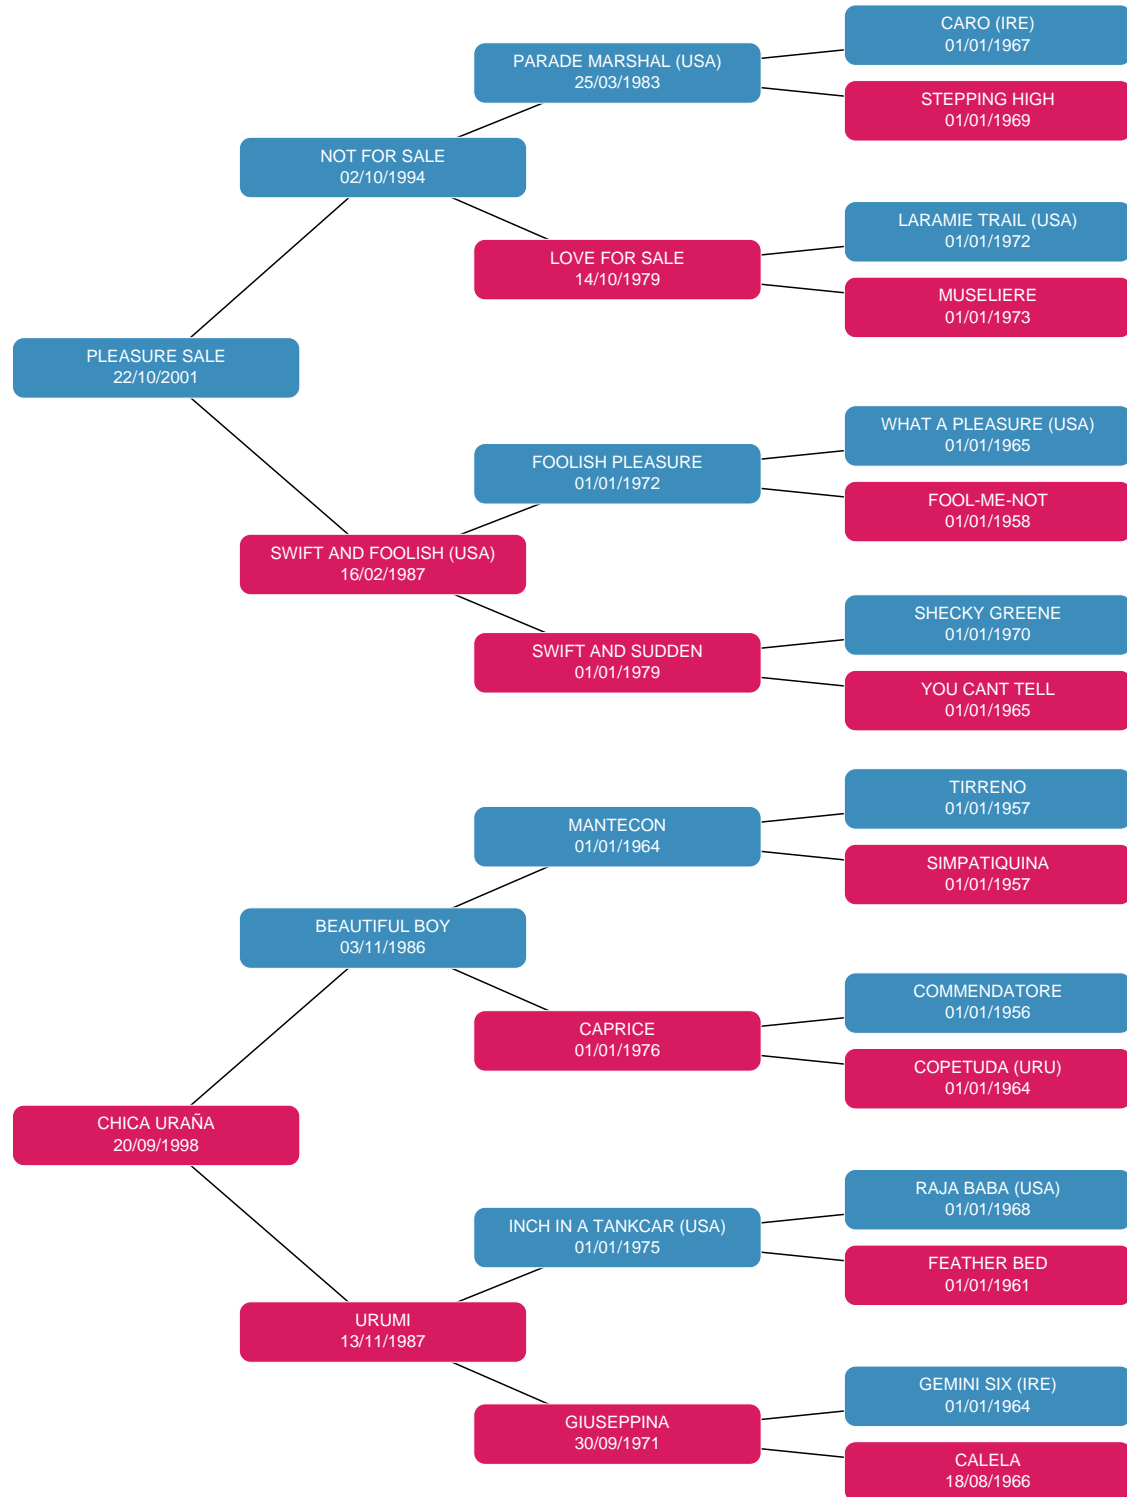 CARO (IRE)
01/01/1967
PARADE MARSHAL (USA)
25/03/1983
STEPPING HIGH
01/01/1969
NOT FOR SALE
02/10/1994
LARAMIE TRAIL (USA)
01/01/1972
LOVE FOR SALE
14/10/1979
MUSELIERE
01/01/1973
PLEASURE SALE
22/10/2001
WHAT A PLEASURE (USA)
01/01/1965
FOOLISH PLEASURE
01/01/1972
FOOL-ME-NOT
01/01/1958
SWIFT AND FOOLISH (USA)
16/02/1987
SHECKY GREENE
01/01/1970
SWIFT AND SUDDEN
01/01/1979
YOU CANT TELL
01/01/1965
TIRRENO
01/01/1957
MANTECON
01/01/1964
SIMPATIQUINA
01/01/1957
BEAUTIFUL BOY
03/11/1986
COMMENDATORE
01/01/1956
CAPRICE
01/01/1976
COPETUDA (URU)
01/01/1964
CHICA URAÑA
20/09/1998
RAJA BABA (USA)
01/01/1968
INCH IN A TANKCAR (USA)
01/01/1975
FEATHER BED
01/01/1961
URUMI
13/11/1987
GEMINI SIX (IRE)
01/01/1964
GIUSEPPINA
30/09/1971
CALELA
18/08/1966